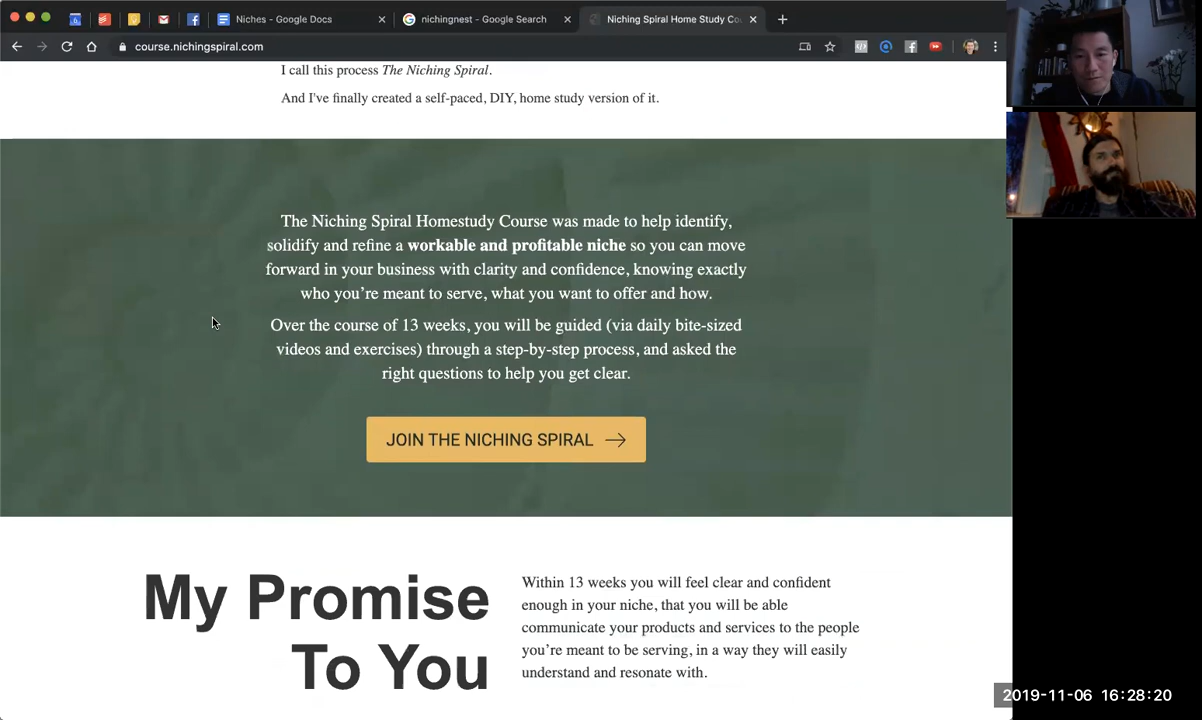 Niches - Google Docs
nichingnest - Google Search
Niching Spiral Home Study Co
course.nichingspiral.com
I call this process The Niching Spiral.
And I've finally created a self-paced, DIY, home study version of it.
The Niching Spiral Homestudy Course was made to help identify,
solidify and refine a workable and profitable niche so you can move
forward in your business with clarity and confidence, knowing exactly
who you're meant to serve, what you want to offer and how.
Over the course of 13 weeks, you will be guided (via daily bite-sized
videos and exercises) through a step-by-step process, and asked the
right questions to help you get clear.
JOIN THE NICHING SPIRAL
My Promise
To You
Within 13 weeks you will feel clear and confident
enough in your niche, that you will be able
communicate your products and services to the people
you're meant to be serving, in a way they will easily
understand and resonate with.
2019-11-06 16:28:20